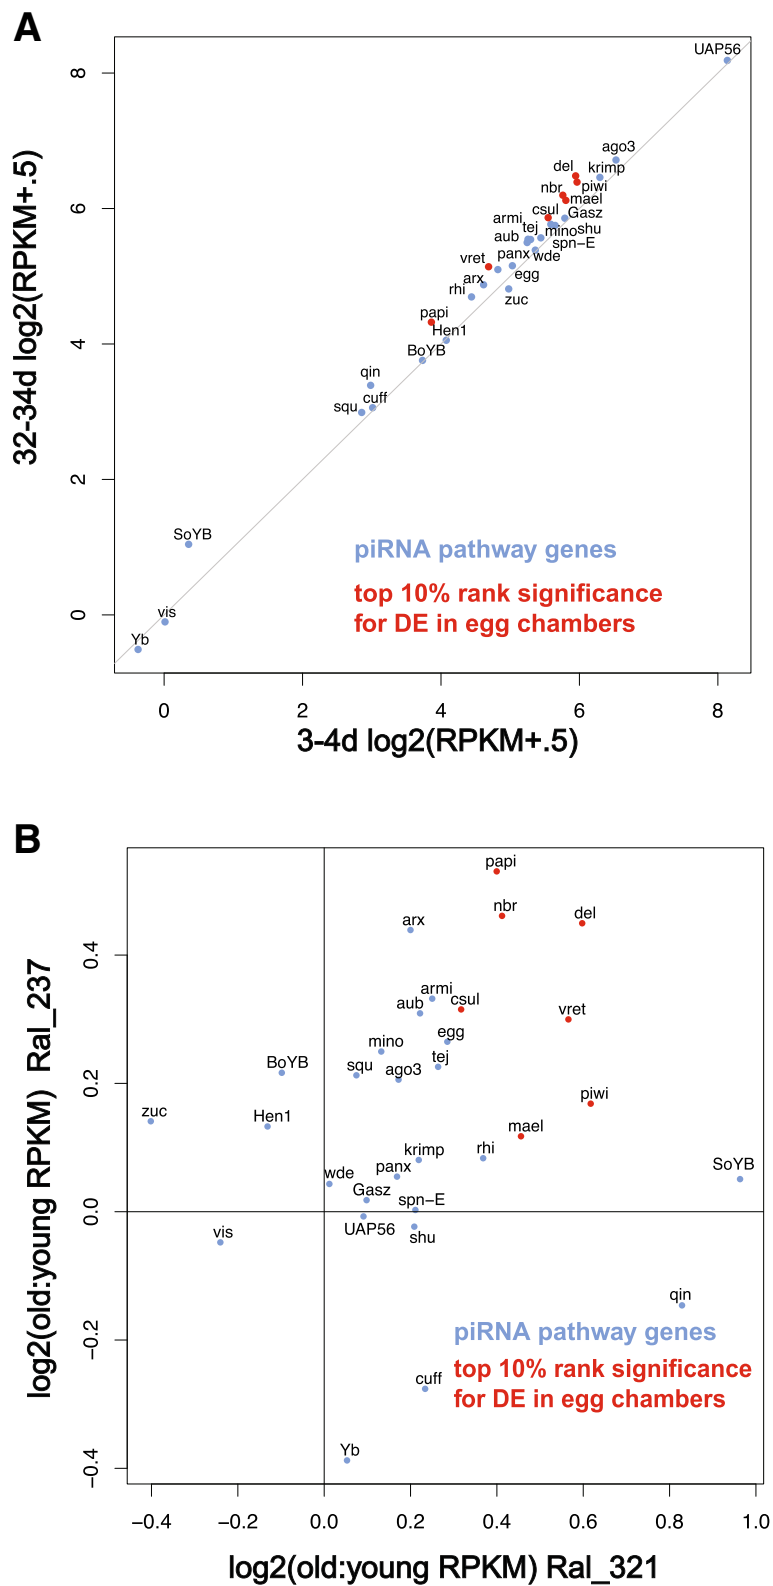 A
32-34d log2(RPKM+.5)
8
6
4
2
0
UAP56
ago3
del
krimp
piwi
nbr
mael
csul
Gasz
armi
tej
minoshu
aub
spn−E
panx
wde
vret
egg
arx
rhi
zuc
papi
Hen1
BoYB
qin
cuff
squ
SoYB
vis
Yb
piRNA pathway genes
top 10% rank significance
for DE in egg chambers
0 2 4 6 8
3-4d log2(RPKM+.5)
B
log2(old:young RPKM) Ral_237
0.4
0.2
0.0
−0.2
−0.4
papi
nbr
del
arx
armi
csul
aub
vret
egg
mino
tej
squ
ago3
BoYB
zuc
Hen1
piwi
mael
rhi
krimp
SoYB
panx
wde
Gasz
spn−E
UAP56
shu
vis
qin
cuff
Yb
piRNA pathway genes
top 10% rank significance
for DE in egg chambers
−0.4 −0.2 0.0 0.2 0.4 0.6 0.8 1.0
log2(old:young RPKM) Ral_321